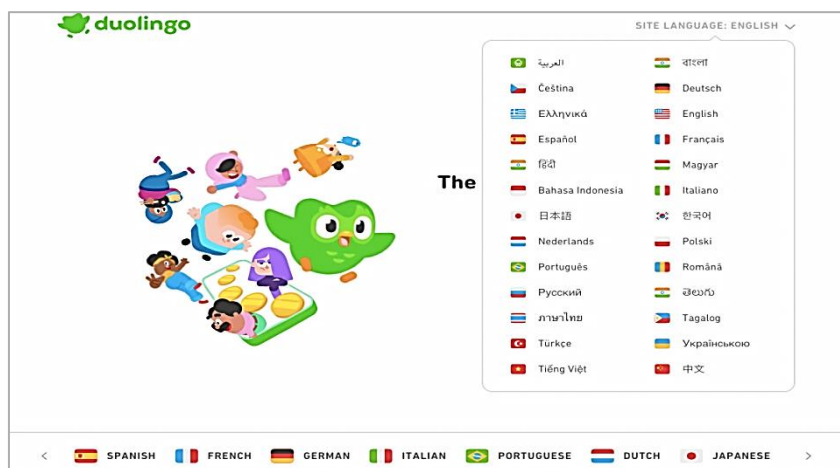 duolingo
SITE LANGUAGE: ENGLISH
العربية বাংলা
Čeština Deutsch
Ελληνικά English
Español Français
हिंदी Magyar
Bahasa Indonesia Italiano
日本語 한국어
Nederlands Polski
Português Română
Русский తెలుగు
ภาษาไทย Tagalog
Türkçe Українською
Tiếng Việt 中文
The
SPANISH FRENCH GERMAN ITALIAN PORTUGUESE DUTCH JAPANESE